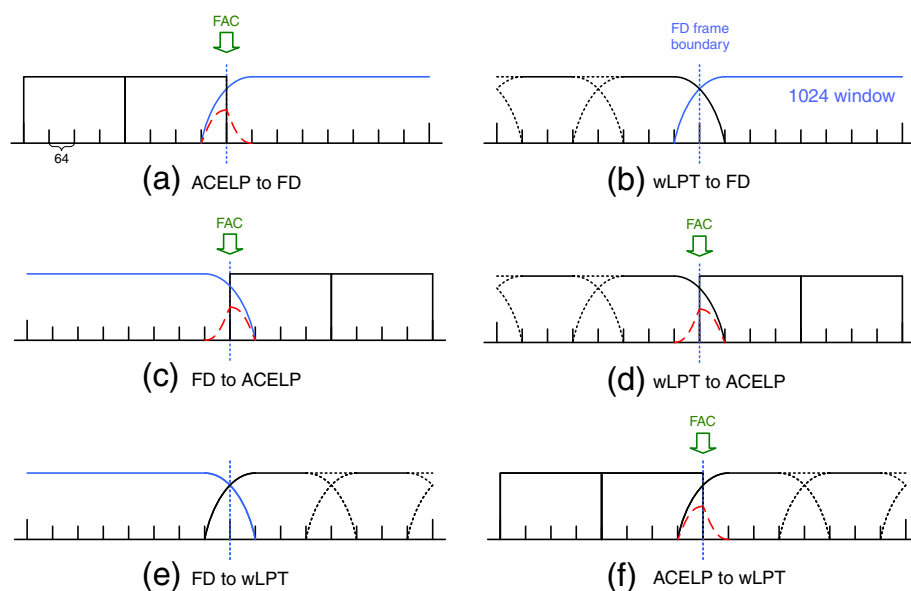 FAC
64
(a) ACELP to FD
FD frame
boundary
1024 window
(b) wLPT to FD
FAC
(c) FD to ACELP
FAC
(d) wLPT to ACELP
(e) FD to wLPT
FAC
(f) ACELP to wLPT